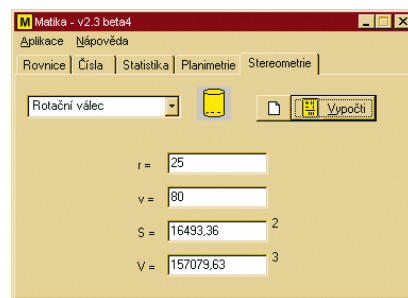 M Matika - v2.3 beta4
Aplikace Nápověda
Rovnice Čísla Statistika Planimetrie Stereometrie
Rotační válec Vypočti
r = 25
v = 80
S = 16493,36 2
V = 157079,63 3